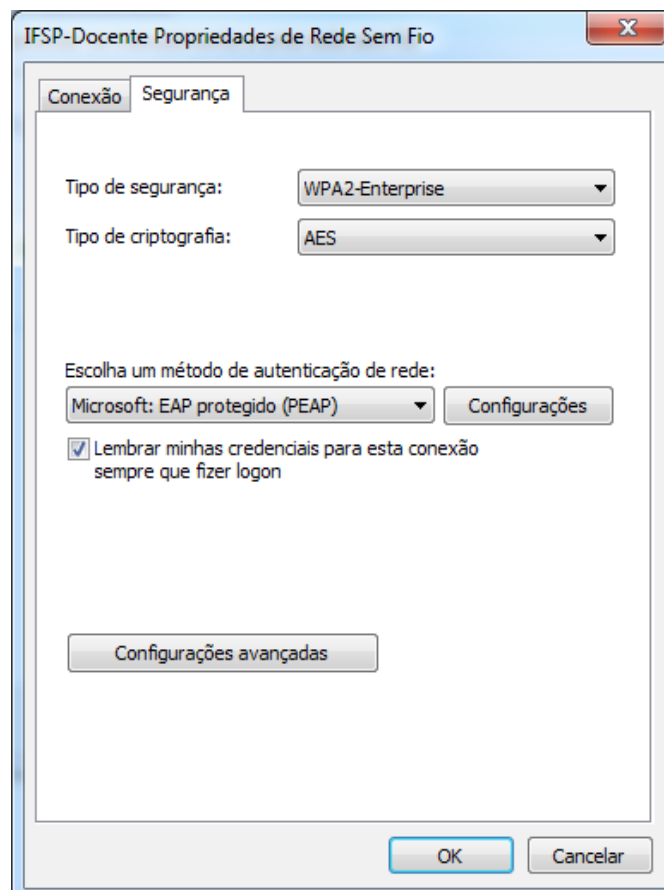 IFSP-Docente Propriedades de Rede Sem Fio
Conexão Segurança
Tipo de segurança: WPA2-Enterprise
Tipo de criptografia: AES
Escolha um método de autenticação de rede:
Microsoft: EAP protegido (PEAP) Configurações
Lembrar minhas credenciais para esta conexão
sempre que fizer logon
Configurações avançadas
OK Cancelar